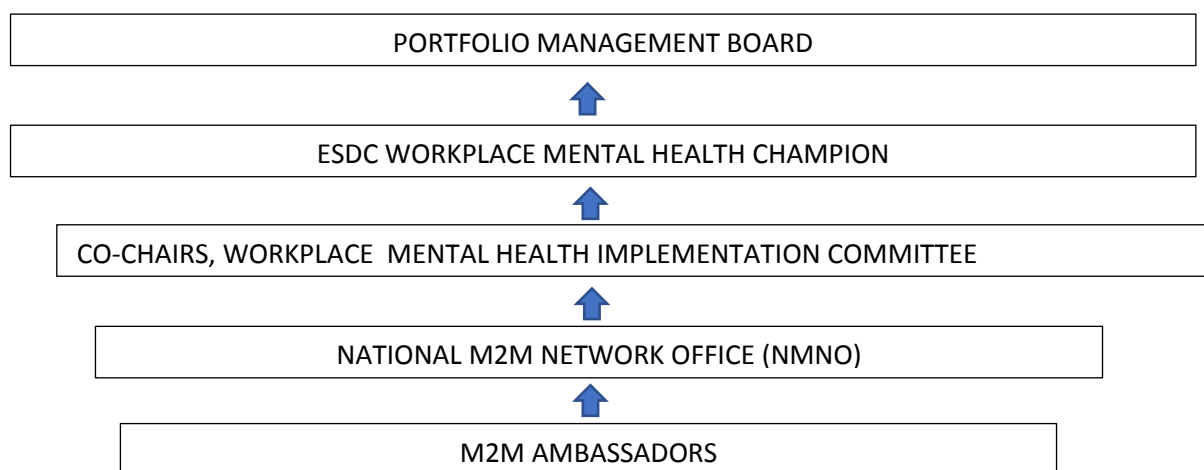 PORTFOLIO MANAGEMENT BOARD
ESDC WORKPLACE MENTAL HEALTH CHAMPION
CO-CHAIRS, WORKPLACE MENTAL HEALTH IMPLEMENTATION COMMITTEE
NATIONAL M2M NETWORK OFFICE (NMNO)
M2M AMBASSADORS